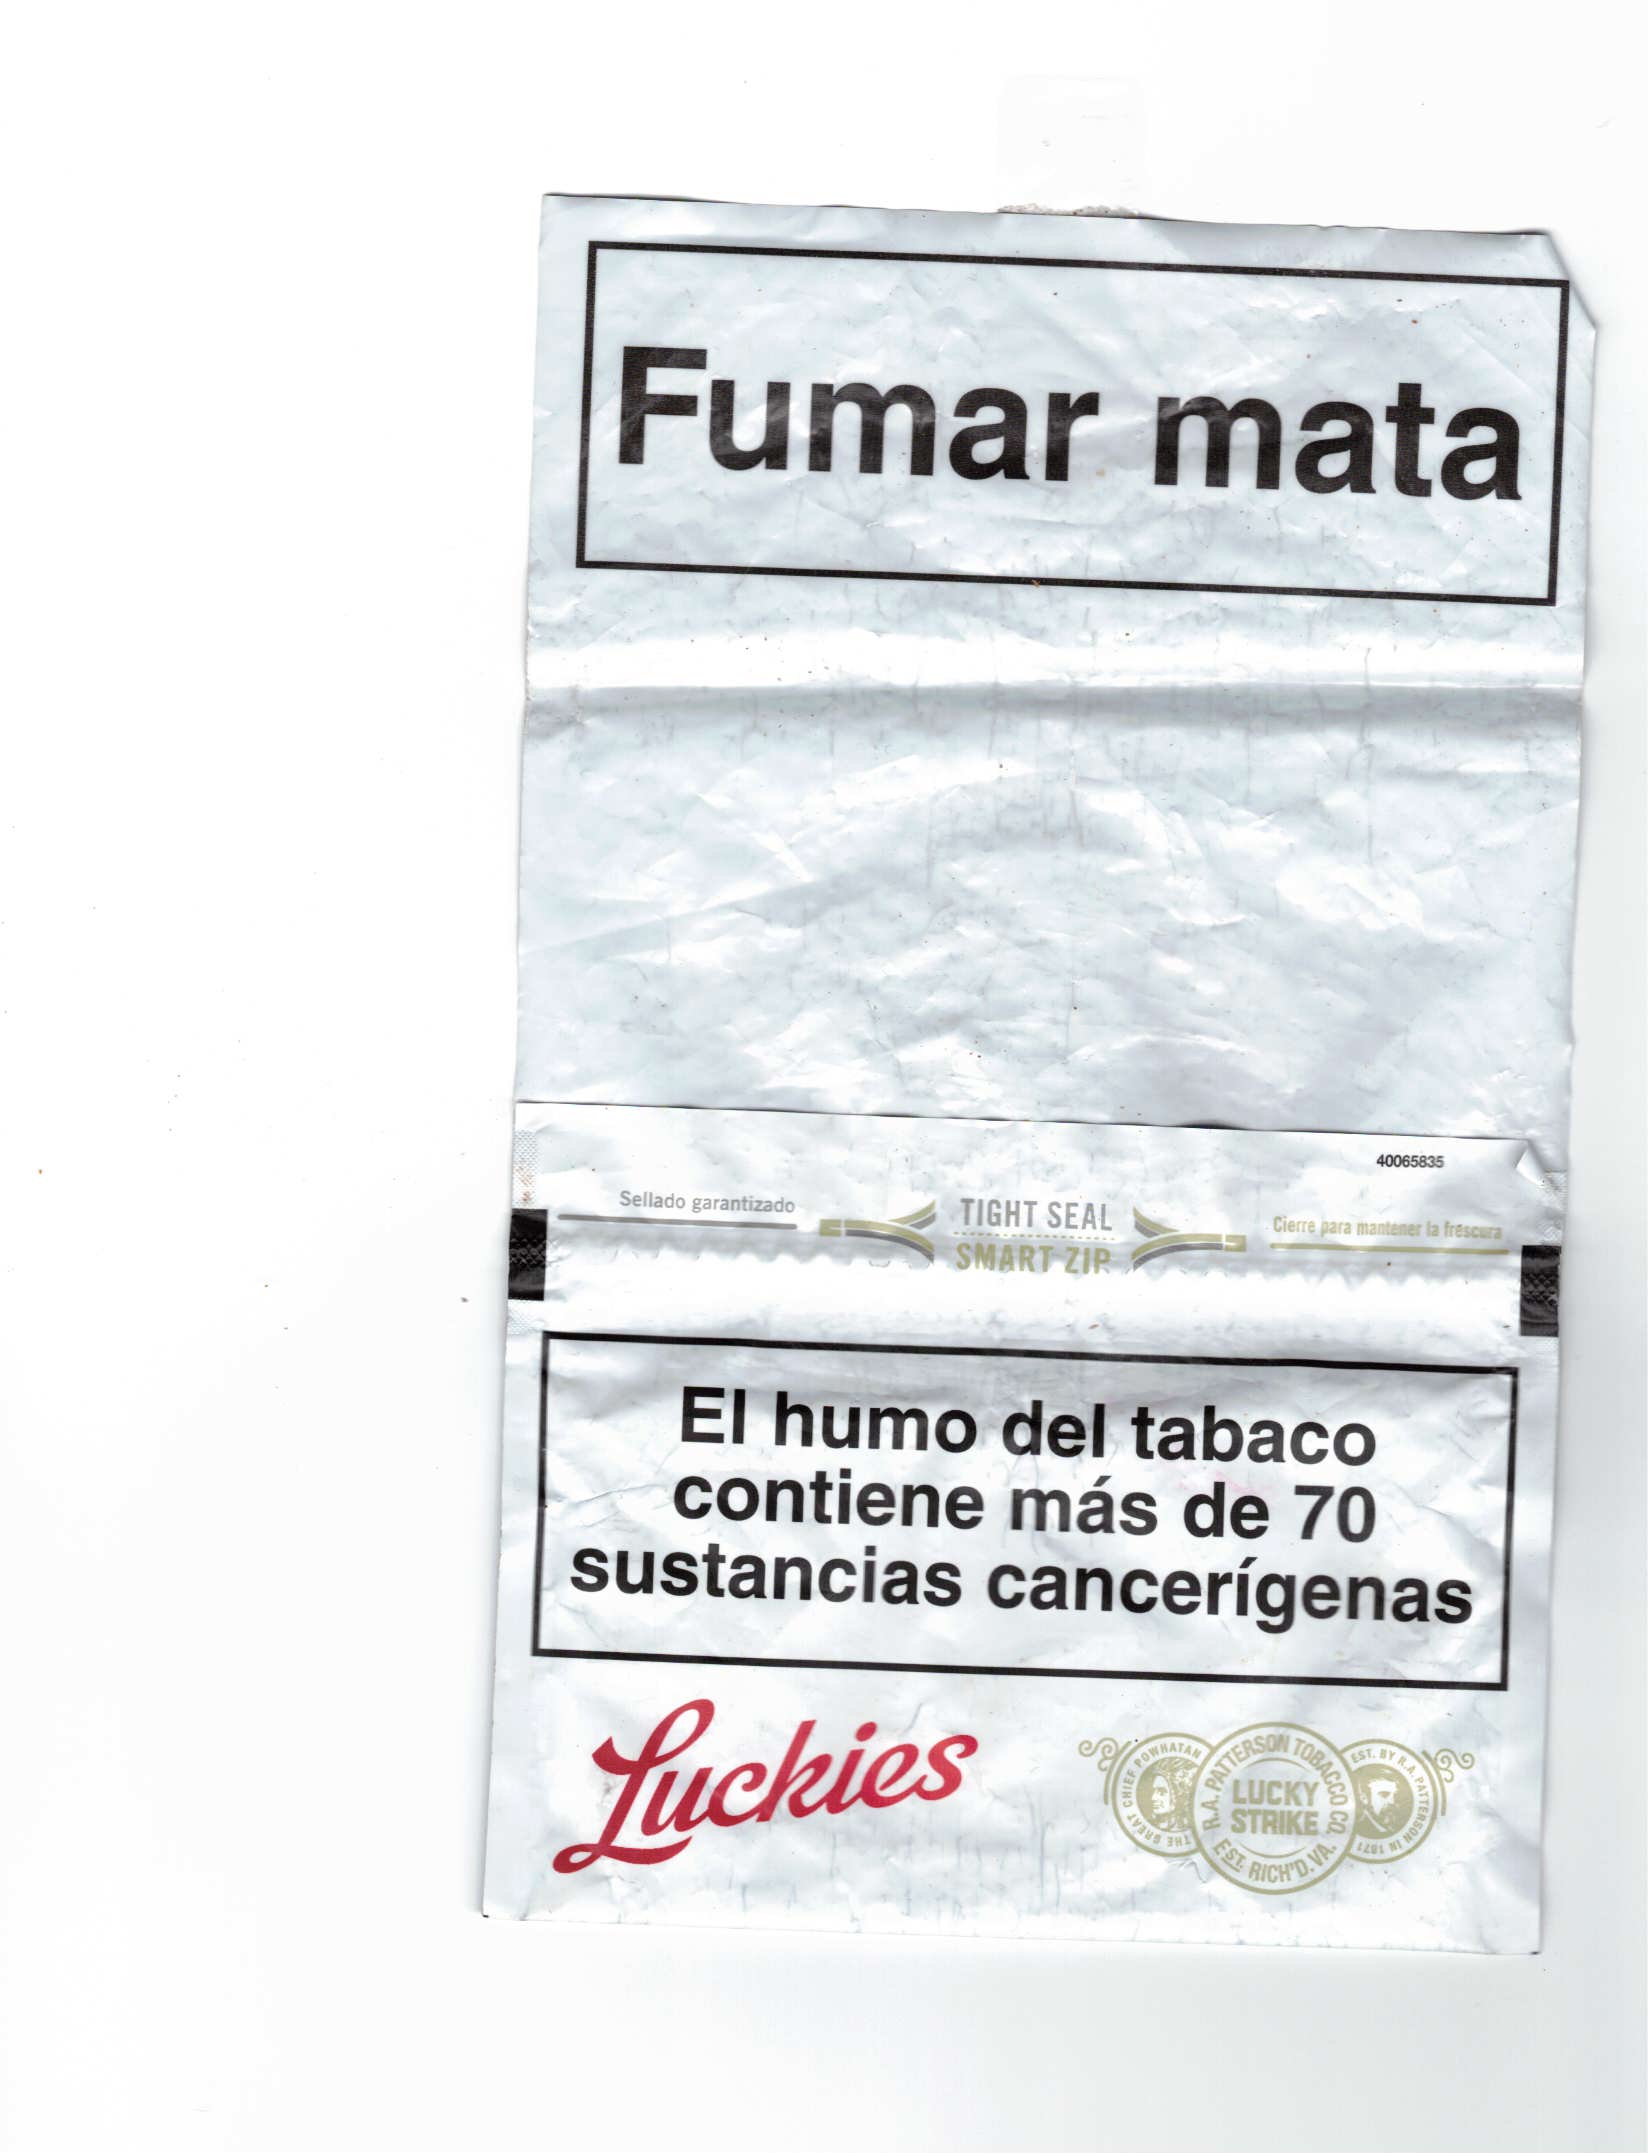 Fumar mata
40065835
Sellado garantizado
TIGHT SEAL
SMART ZIP
Cierre para mantener la frescura
El humo del tabaco
contiene más de 70
sustancias cancerígenas
Luckies
THE GREAT CHIEF POWHATAN
R.A. PATTERSON TOBACCO CO.
LUCKY
STRIKE
EST. RICH'D. VA.
EST. BY R.A. PATTERSON IN 1871